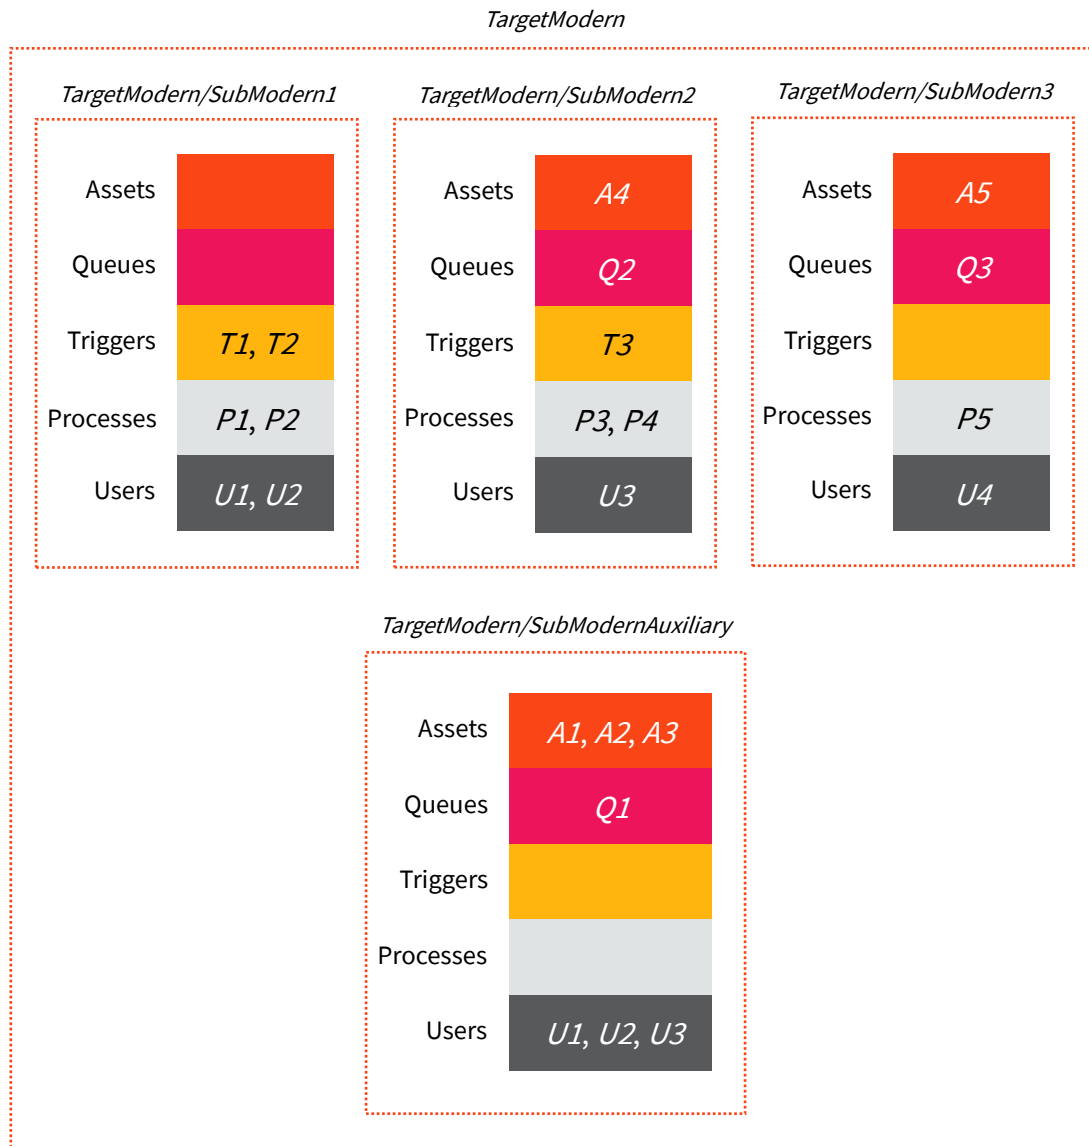 TargetModern
TargetModern/SubModern1
Assets
Queues
Triggers T1, T2
Processes P1, P2
Users U1, U2
TargetModern/SubModern2
Assets A4
Queues Q2
Triggers T3
Processes P3, P4
Users U3
TargetModern/SubModern3
Assets A5
Queues Q3
Triggers
Processes P5
Users U4
TargetModern/SubModernAuxiliary
Assets A1, A2, A3
Queues Q1
Triggers
Processes
Users U1, U2, U3